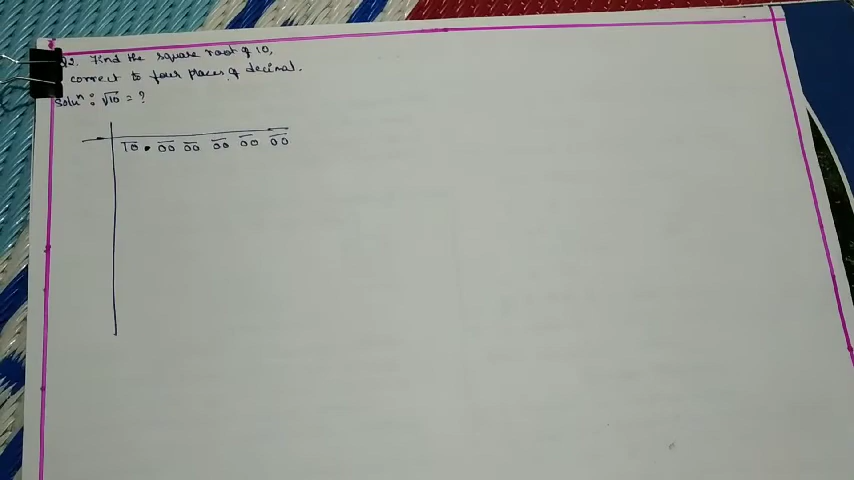 Q2. Find the square root of 10,
correct to four places of decimal.
Soluⁿ: √10 = ?
10. 00 00 00 00 00